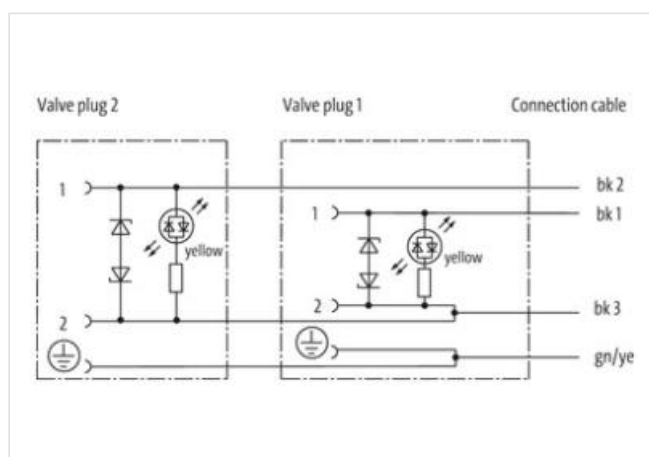 Valve plug 2 Valve plug 1 Connection cable
1 bk 2
1 bk 1
yellow yellow
2 bk 3
2
gn/ye